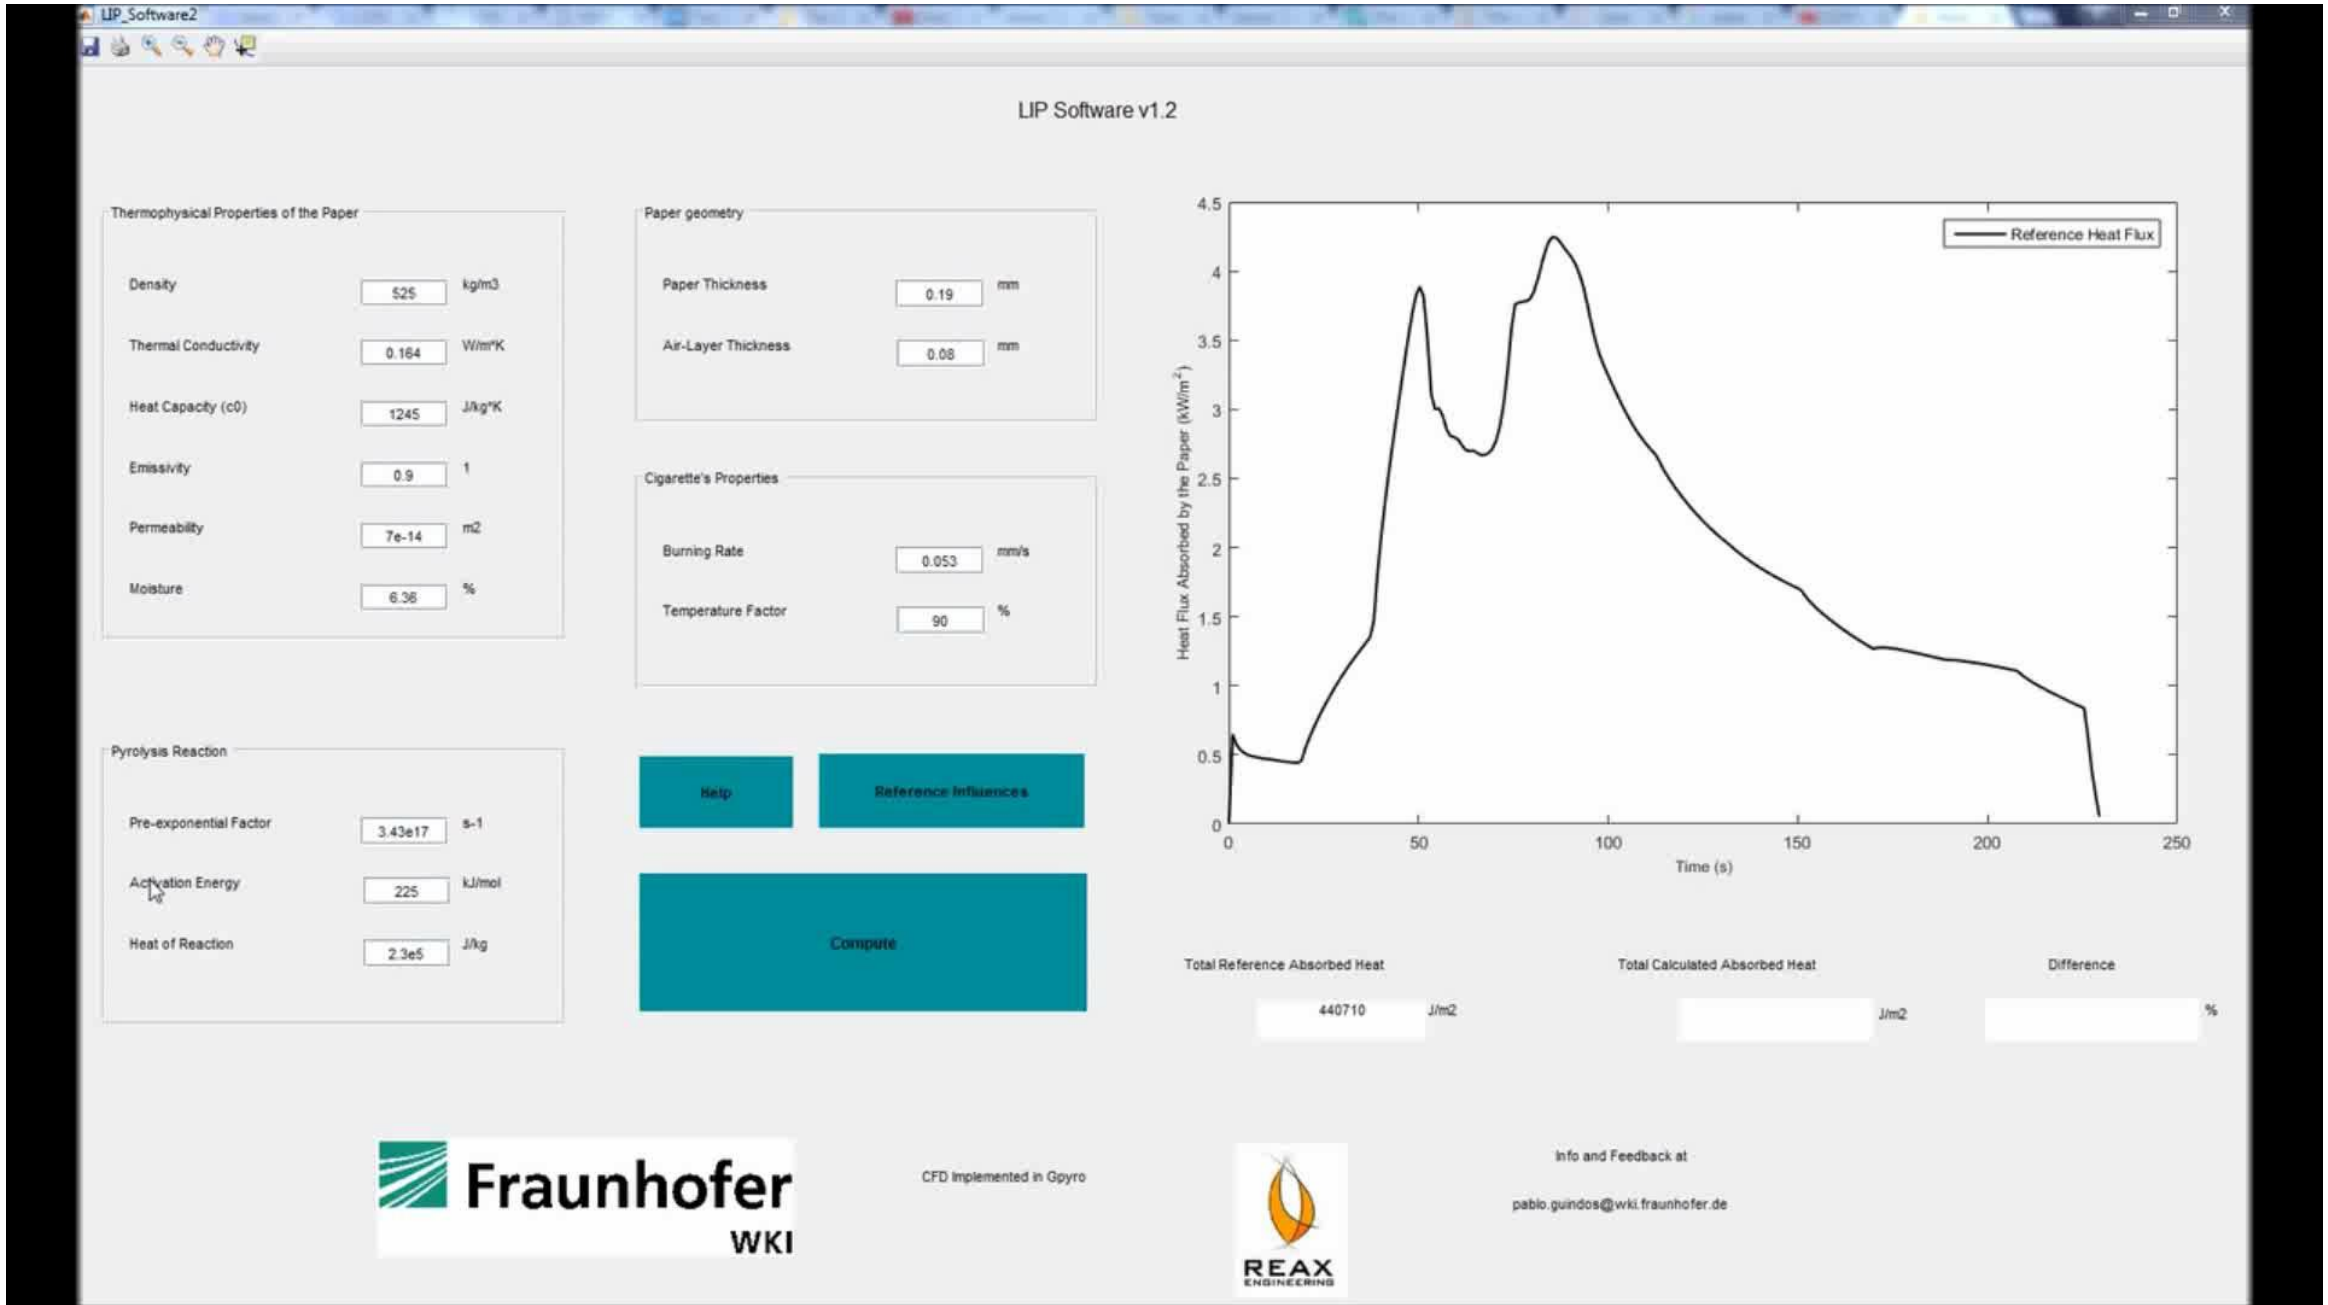 LIP_Software2
LIP Software v1.2
Thermophysical Properties of the Paper
Density 525 kg/m3
Thermal Conductivity 0.164 W/m*K
Heat Capacity (c0) 1245 J/kg*K
Emissivity 0.9 1
Permeability 7e-14 m2
Moisture 6.36 %
Pyrolysis Reaction
Pre-exponential Factor 3.43e17 s-1
Activation Energy 225 kJ/mol
Heat of Reaction 2.3e5 J/kg
Paper geometry
Paper Thickness 0.19 mm
Air-Layer Thickness 0.08 mm
Cigarette's Properties
Burning Rate 0.053 mm/s
Temperature Factor 90 %
Help
Reference Influences
Compute
Reference Heat Flux
Heat Flux Absorbed by the Paper (kW/m²)
4.5
4
3.5
3
2.5
2
1.5
1
0.5
0
0 50 100 150 200 250
Time (s)
Total Reference Absorbed Heat
440710 J/m2
Total Calculated Absorbed Heat
J/m2
Difference
%
Fraunhofer
WKI
CFD Implemented in Gpyro
REAX
ENGINEERING
Info and Feedback at
pablo.guindos@wki.fraunhofer.de